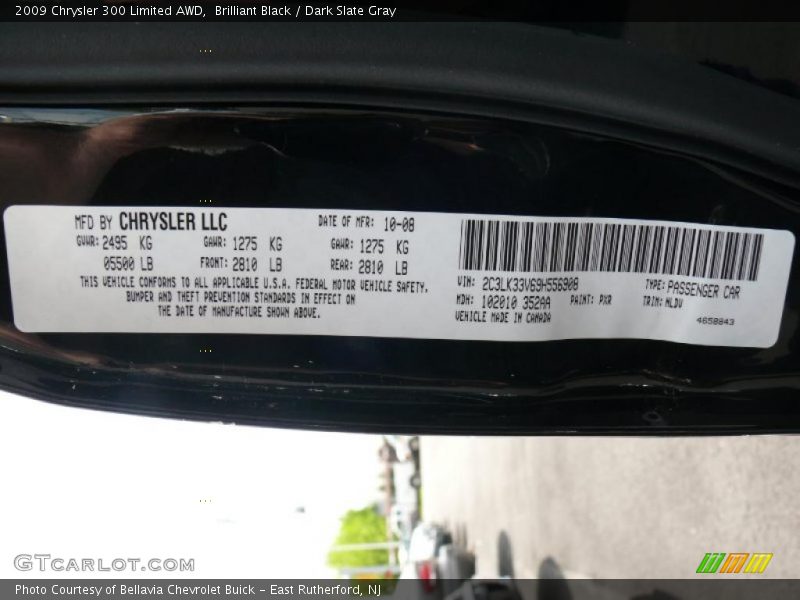 2009 Chrysler 300 Limited AWD,  Brilliant Black / Dark Slate Gray
MFD BY CHRYSLER LLC DATE OF MFR: 10-08
GVWR: 2495 KG GAWR: 1275 KG GAWR: 1275 KG
05500 LB FRONT: 2810 LB REAR: 2810 LB
THIS VEHICLE CONFORMS TO ALL APPLICABLE U.S.A. FEDERAL MOTOR VEHICLE SAFETY,
BUMPER AND THEFT PREVENTION STANDARDS IN EFFECT ON
THE DATE OF MANUFACTURE SHOWN ABOVE.
VIN: 2C3LK33V69H556908 TYPE: PASSENGER CAR
MDH: 102010 352AA PAINT: PXR TRIM: MLDV
VEHICLE MADE IN CANADA 4658843
GTCARLOT.COM
Photo Courtesy of Bellavia Chevrolet Buick - East Rutherford, NJ